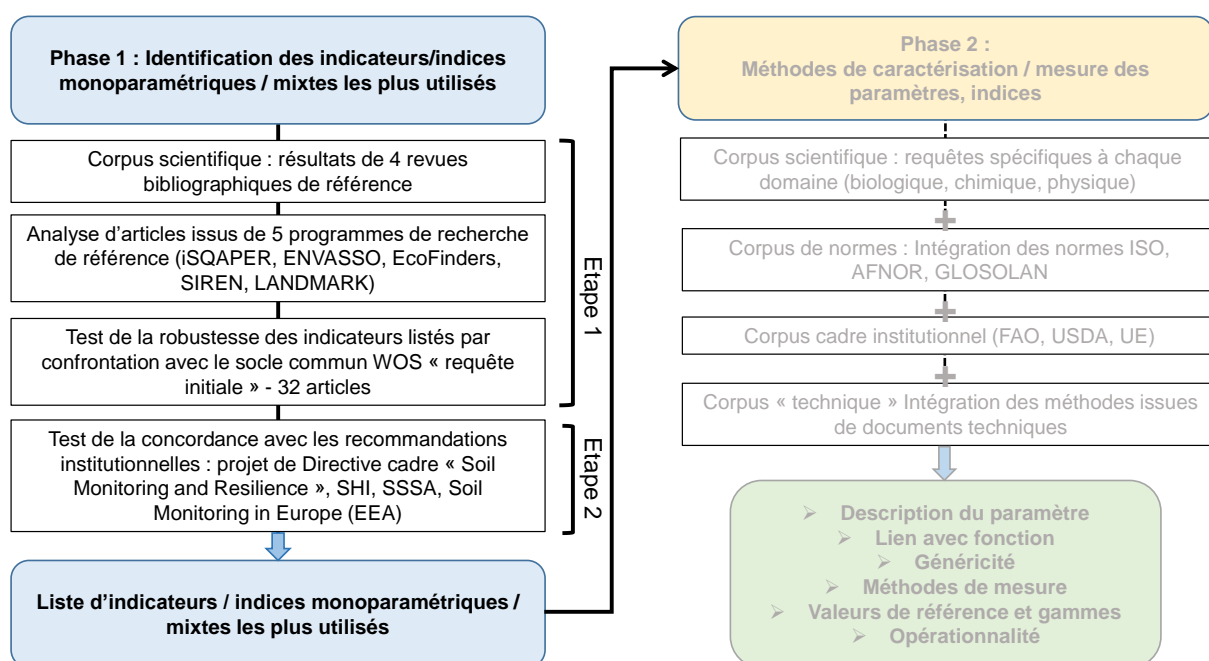 Phase 1 : Identification des indicateurs/indices
monoparamétriques / mixtes les plus utilisés
Corpus scientifique : résultats de 4 revues
bibliographiques de référence
Analyse d’articles issus de 5 programmes de recherche
de référence (iSQAPER, ENVASSO, EcoFinders,
SIREN, LANDMARK)
Test de la robustesse des indicateurs listés par
confrontation avec le socle commun WOS « requête
initiale » - 32 articles
Etape 1
Test de la concordance avec les recommandations
institutionnelles : projet de Directive cadre « Soil
Monitoring and Resilience », SHI, SSSA, Soil
Monitoring in Europe (EEA)
Etape 2
Liste d’indicateurs / indices monoparamétriques /
mixtes les plus utilisés
Phase 2 :
Méthodes de caractérisation / mesure des
paramètres, indices
Corpus scientifique : requêtes spécifiques à chaque
domaine (biologique, chimique, physique)
Corpus de normes : Intégration des normes ISO,
AFNOR, GLOSOLAN
Corpus cadre institutionnel (FAO, USDA, UE)
Corpus « technique » Intégration des méthodes issues
de documents techniques
Description du paramètre
Lien avec fonction
Généricité
Méthodes de mesure
Valeurs de référence et gammes
Opérationnalité